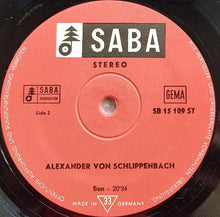 SABA
STEREO
SABA
GEMA
Side 2
SB 15 109 ST
ALEXANDER VON SCHLIPPENBACH
Sun - 20'34
MADE IN 33 GERMANY